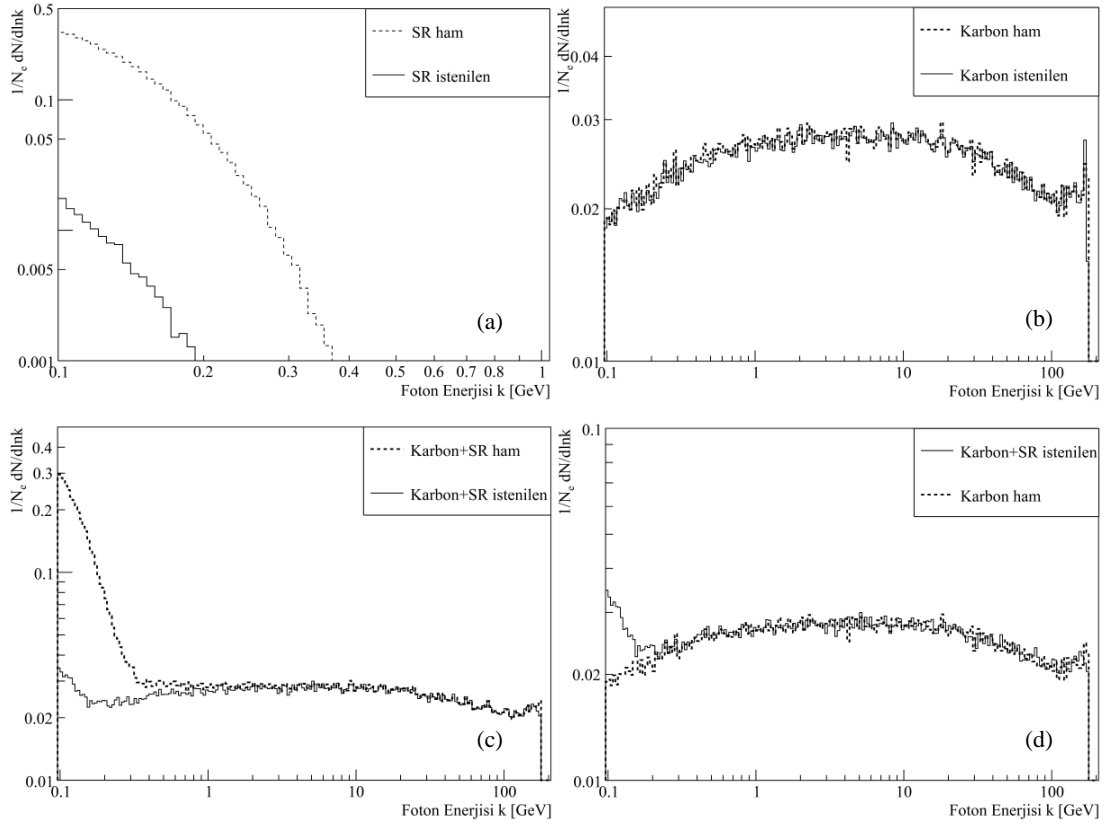 1/Nₑ dN/dlnk
0.5
0.1
0.05
0.005
0.001
SR ham
SR istenilen
(a)
0.1 0.2 0.3 0.4 0.5 0.6 0.7 0.8 1
Foton Enerjisi k [GeV]
1/Nₑ dN/dlnk
0.04
0.03
0.02
0.01
Karbon ham
Karbon istenilen
(b)
0.1 1 10 100
Foton Enerjisi k [GeV]
1/Nₑ dN/dlnk
0.4
0.3
0.2
0.1
0.02
0.01
Karbon+SR ham
Karbon+SR istenilen
(c)
0.1 1 10 100
Foton Enerjisi k [GeV]
1/Nₑ dN/dlnk
0.1
0.02
0.01
Karbon+SR istenilen
Karbon ham
(d)
0.1 1 10 100
Foton Enerjisi k [GeV]